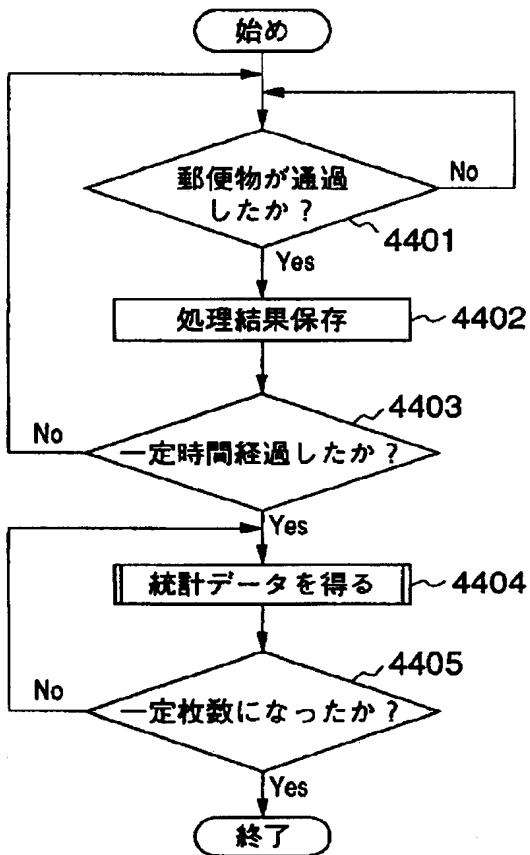 始め
郵便物が通過
したか？
No
4401
Yes
処理結果保存
4402
4403
No
一定時間経過したか？
Yes
統計データを得る
4404
4405
No
一定枚数になったか？
Yes
終了